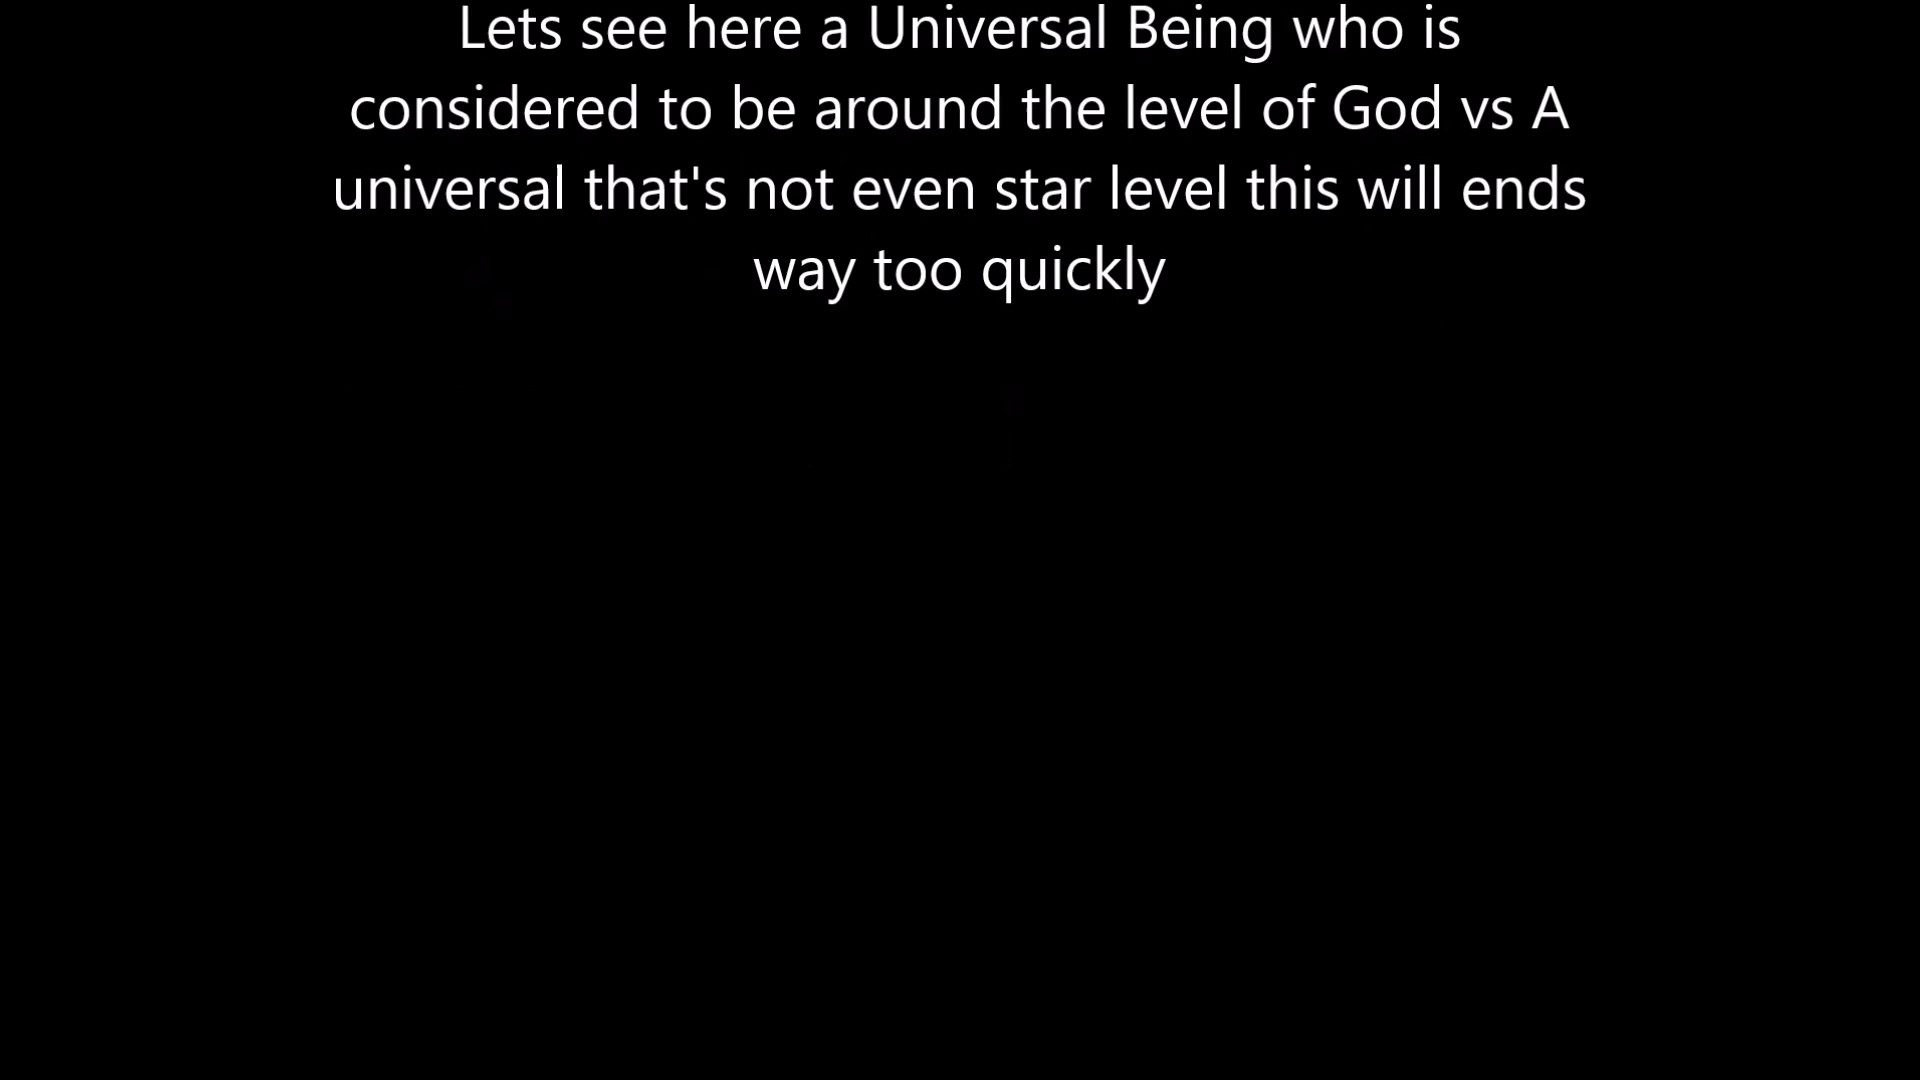 Lets see here a Universal Being who is
considered to be around the level of God vs A
universal that's not even star level this will ends
way too quickly